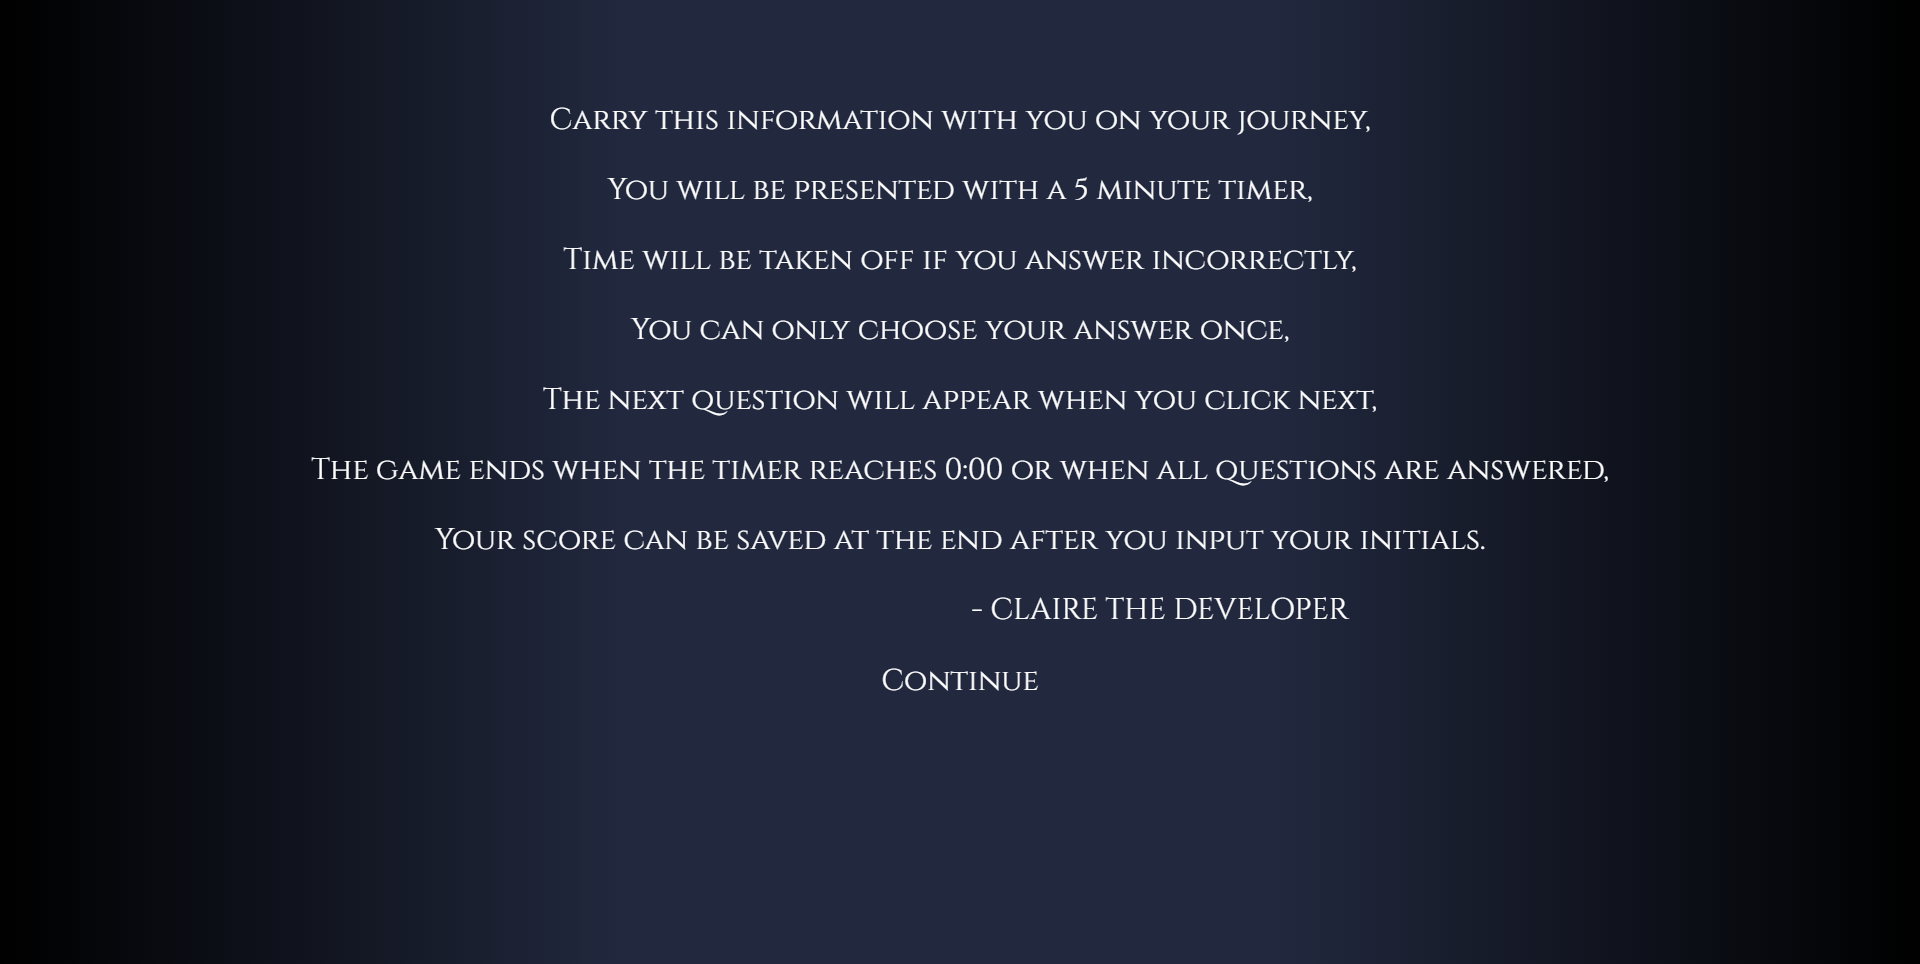 Carry this information with you on your journey,
You will be presented with a 5 minute timer,
Time will be taken off if you answer incorrectly,
You can only choose your answer once,
The next question will appear when you click next,
The game ends when the timer reaches 0:00 or when all questions are answered,
Your score can be saved at the end after you input your initials.
- CLAIRE THE DEVELOPER
Continue